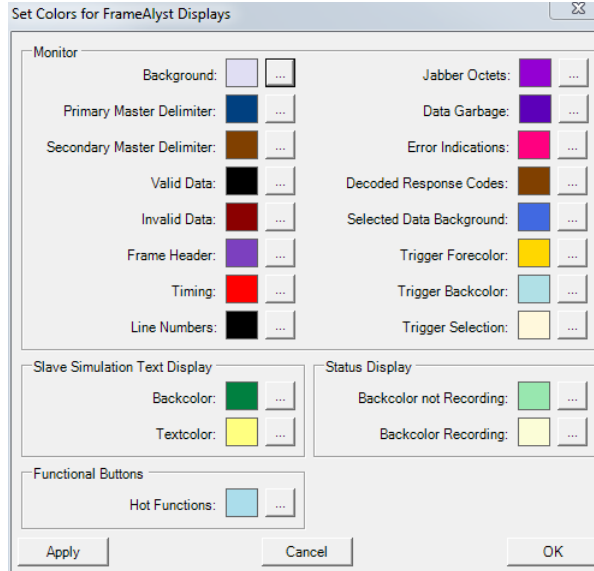 Set Colors for FrameAlyst Displays
Monitor
Background: ...
Jabber Octets: ...
Primary Master Delimiter: ...
Data Garbage: ...
Secondary Master Delimiter: ...
Error Indications: ...
Valid Data: ...
Decoded Response Codes: ...
Invalid Data: ...
Selected Data Background: ...
Frame Header: ...
Trigger Forecolor: ...
Timing: ...
Trigger Backcolor: ...
Line Numbers: ...
Trigger Selection: ...
Slave Simulation Text Display
Backcolor: ...
Textcolor: ...
Status Display
Backcolor not Recording: ...
Backcolor Recording: ...
Functional Buttons
Hot Functions: ...
Apply
Cancel
OK